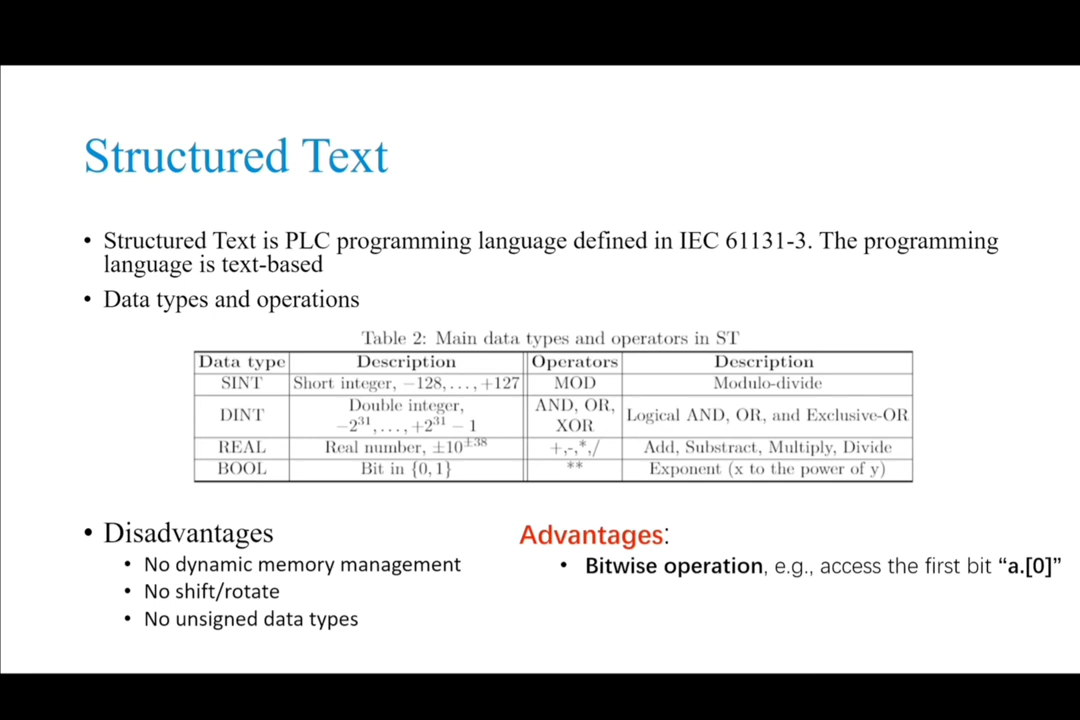 Structured Text
• Structured Text is PLC programming language defined in IEC 61131-3. The programming
language is text-based
• Data types and operations
Table 2: Main data types and operators in ST
Data type | Description | Operators | Description
SINT | Short integer, −128,...,+127 | MOD | Modulo-divide
DINT | Double integer, −2³¹,...,+2³¹ − 1 | AND, OR, XOR | Logical AND, OR, and Exclusive-OR
REAL | Real number, ±10^±38 | +,-,*,/ | Add, Substract, Multiply, Divide
BOOL | Bit in {0,1} | ** | Exponent (x to the power of y)
• Disadvantages
• No dynamic memory management
• No shift/rotate
• No unsigned data types
Advantages:
• Bitwise operation, e.g., access the first bit “a.[0]”